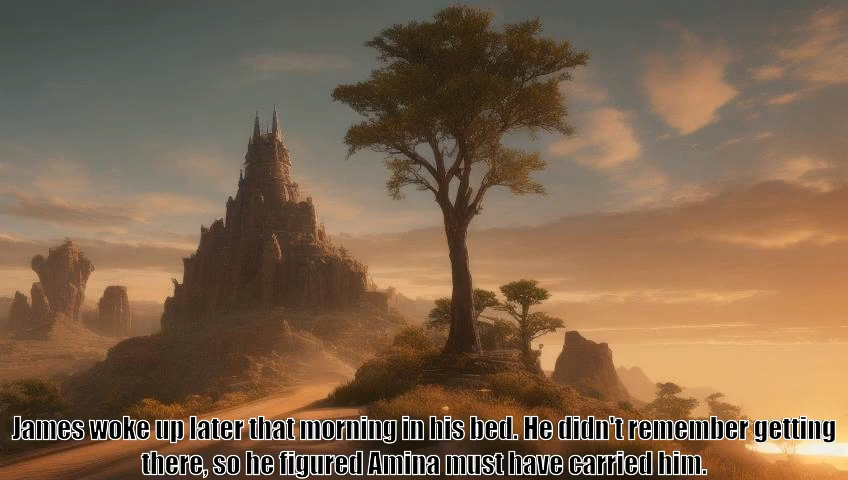 James woke up later that morning in his bed. He didn't remember getting
there, so he figured Amina must have carried him.